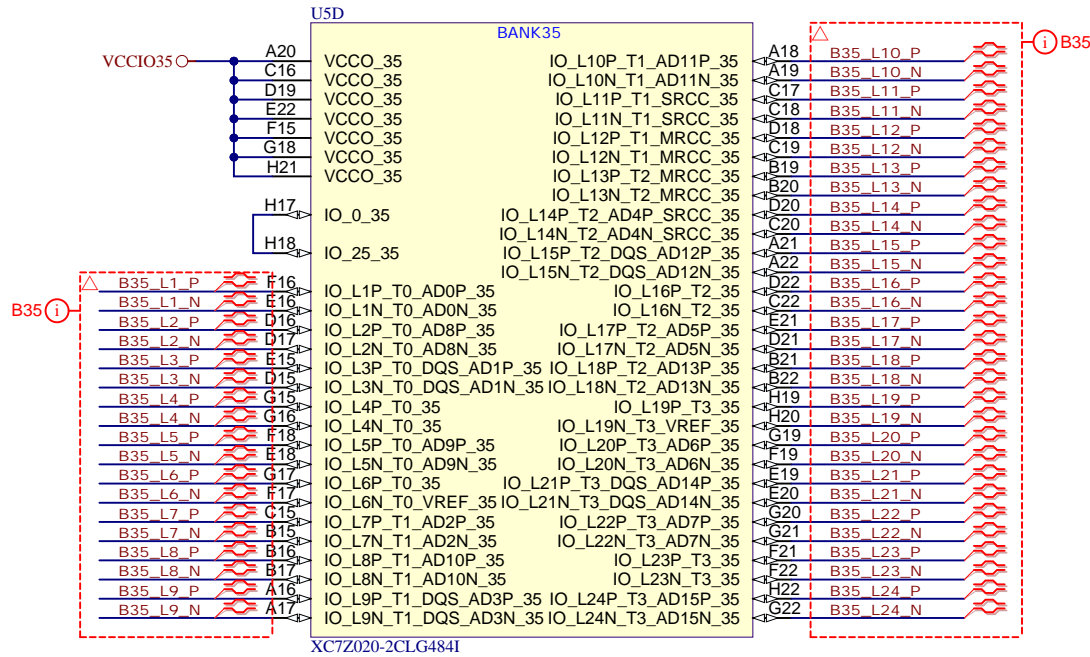 U5D
BANK35
VCCIO35
A20 VCCO_35
C16 VCCO_35
D19 VCCO_35
E22 VCCO_35
F15 VCCO_35
G18 VCCO_35
H21 VCCO_35
H17 IO_0_35
H18 IO_25_35
B35 i
B35_L1_P F16 IO_L1P_T0_AD0P_35
B35_L1_N E16 IO_L1N_T0_AD0N_35
B35_L2_P D16 IO_L2P_T0_AD8P_35
B35_L2_N D17 IO_L2N_T0_AD8N_35
B35_L3_P E15 IO_L3P_T0_DQS_AD1P_35
B35_L3_N D15 IO_L3N_T0_DQS_AD1N_35
B35_L4_P G15 IO_L4P_T0_35
B35_L4_N G16 IO_L4N_T0_35
B35_L5_P F18 IO_L5P_T0_AD9P_35
B35_L5_N E18 IO_L5N_T0_AD9N_35
B35_L6_P G17 IO_L6P_T0_35
B35_L6_N F17 IO_L6N_T0_VREF_35
B35_L7_P C15 IO_L7P_T1_AD2P_35
B35_L7_N B15 IO_L7N_T1_AD2N_35
B35_L8_P B16 IO_L8P_T1_AD10P_35
B35_L8_N B17 IO_L8N_T1_AD10N_35
B35_L9_P A16 IO_L9P_T1_DQS_AD3P_35
B35_L9_N A17 IO_L9N_T1_DQS_AD3N_35
IO_L10P_T1_AD11P_35 A18 B35_L10_P
IO_L10N_T1_AD11N_35 A19 B35_L10_N
IO_L11P_T1_SRCC_35 C17 B35_L11_P
IO_L11N_T1_SRCC_35 C18 B35_L11_N
IO_L12P_T1_MRCC_35 D18 B35_L12_P
IO_L12N_T1_MRCC_35 C19 B35_L12_N
IO_L13P_T2_MRCC_35 B19 B35_L13_P
IO_L13N_T2_MRCC_35 B20 B35_L13_N
IO_L14P_T2_AD4P_SRCC_35 D20 B35_L14_P
IO_L14N_T2_AD4N_SRCC_35 C20 B35_L14_N
IO_L15P_T2_DQS_AD12P_35 A21 B35_L15_P
IO_L15N_T2_DQS_AD12N_35 A22 B35_L15_N
IO_L16P_T2_35 D22 B35_L16_P
IO_L16N_T2_35 C22 B35_L16_N
IO_L17P_T2_AD5P_35 E21 B35_L17_P
IO_L17N_T2_AD5N_35 D21 B35_L17_N
IO_L18P_T2_AD13P_35 B21 B35_L18_P
IO_L18N_T2_AD13N_35 B22 B35_L18_N
IO_L19P_T3_35 H19 B35_L19_P
IO_L19N_T3_VREF_35 H20 B35_L19_N
IO_L20P_T3_AD6P_35 G19 B35_L20_P
IO_L20N_T3_AD6N_35 F19 B35_L20_N
IO_L21P_T3_DQS_AD14P_35 E19 B35_L21_P
IO_L21N_T3_DQS_AD14N_35 E20 B35_L21_N
IO_L22P_T3_AD7P_35 G20 B35_L22_P
IO_L22N_T3_AD7N_35 G21 B35_L22_N
IO_L23P_T3_35 F21 B35_L23_P
IO_L23N_T3_35 F22 B35_L23_N
IO_L24P_T3_AD15P_35 H22 B35_L24_P
IO_L24N_T3_AD15N_35 G22 B35_L24_N
i B35
XC7Z020-2CLG484I